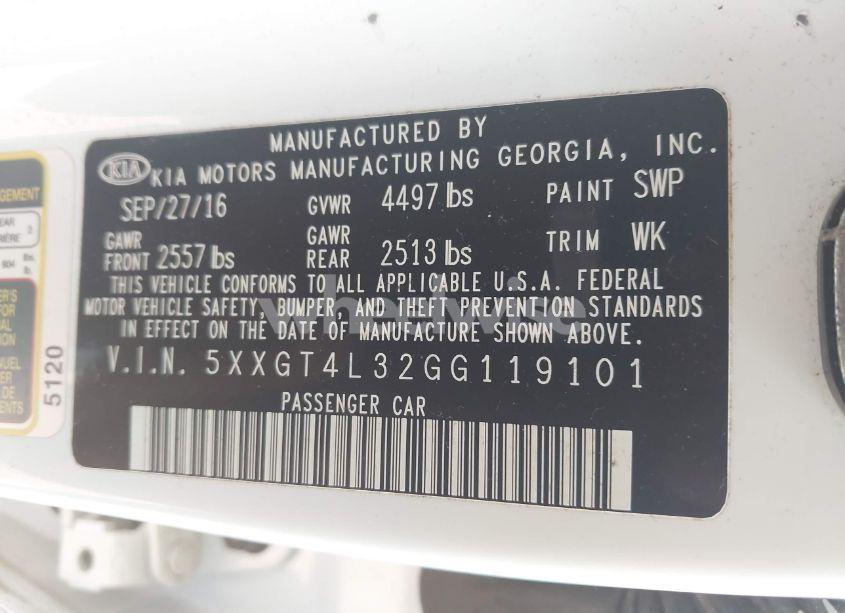 MANUFACTURED BY
KIA KIA MOTORS MANUFACTURING GEORGIA, INC.
SEP/27/16 GVWR 4497 lbs PAINT SWP
GAWR FRONT 2557 lbs GAWR REAR 2513 lbs TRIM WK
THIS VEHICLE CONFORMS TO ALL APPLICABLE U.S.A. FEDERAL
MOTOR VEHICLE SAFETY, BUMPER, AND THEFT PREVENTION STANDARDS
IN EFFECT ON THE DATE OF MANUFACTURE SHOWN ABOVE.
V.I.N. 5XXGT4L32GG119101
PASSENGER CAR
5120